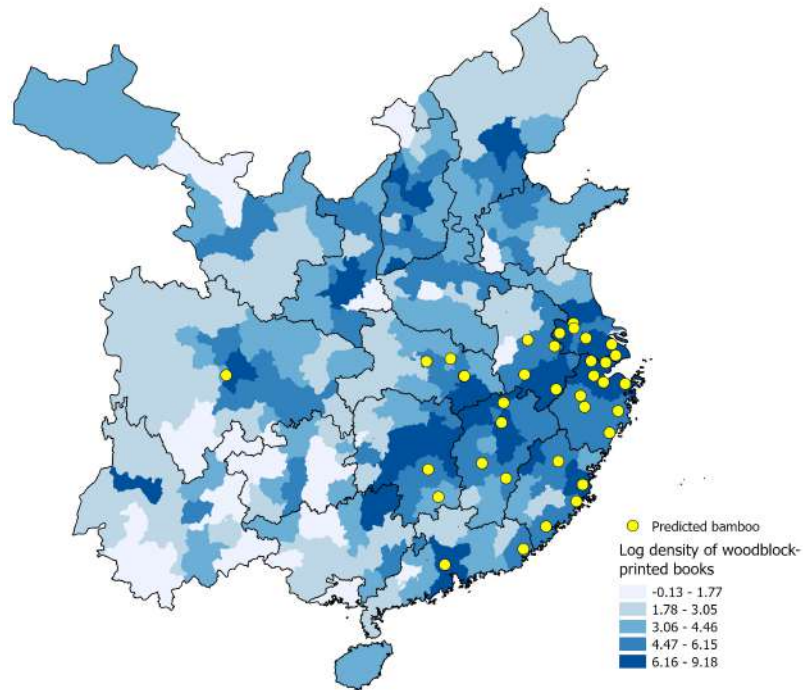 Predicted bamboo
Log density of woodblock-
printed books
-0.13 - 1.77
1.78 - 3.05
3.06 - 4.46
4.47 - 6.15
6.16 - 9.18